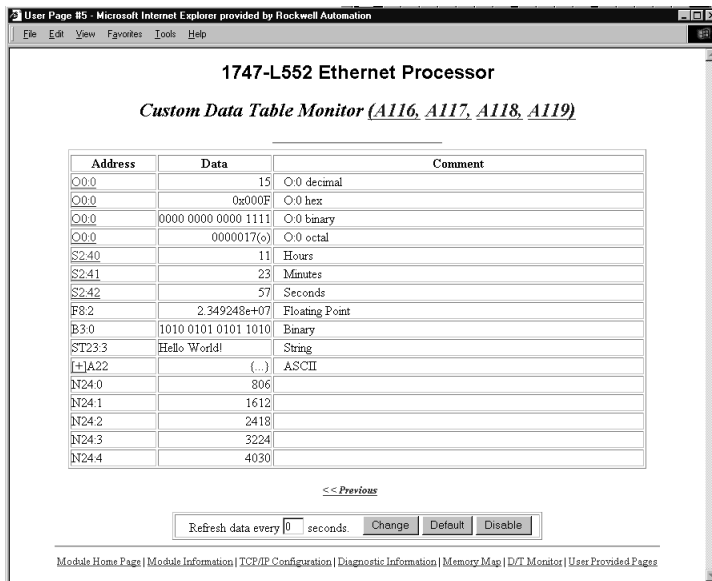 User Page #5 - Microsoft Internet Explorer provided by Rockwell Automation
File Edit View Favorites Tools Help
1747-L552 Ethernet Processor
Custom Data Table Monitor (A116, A117, A118, A119)
Address Data Comment
O0:0 15 O:0 decimal
O0:0 0x000F O:0 hex
O0:0 0000 0000 0000 1111 O:0 binary
O0:0 0000017(o) O:0 octal
S2:40 11 Hours
S2:41 23 Minutes
S2:42 57 Seconds
F8:2 2.349248e+07 Floating Point
B3:0 1010 0101 0101 1010 Binary
ST23:3 Hello World! String
[+]A22 {...} ASCII
N24:0 806
N24:1 1612
N24:2 2418
N24:3 3224
N24:4 4030
<< Previous
Refresh data every 0 seconds. Change Default Disable
Module Home Page | Module Information | TCP/IP Configuration | Diagnostic Information | Memory Map | D/T Monitor | User Provided Pages